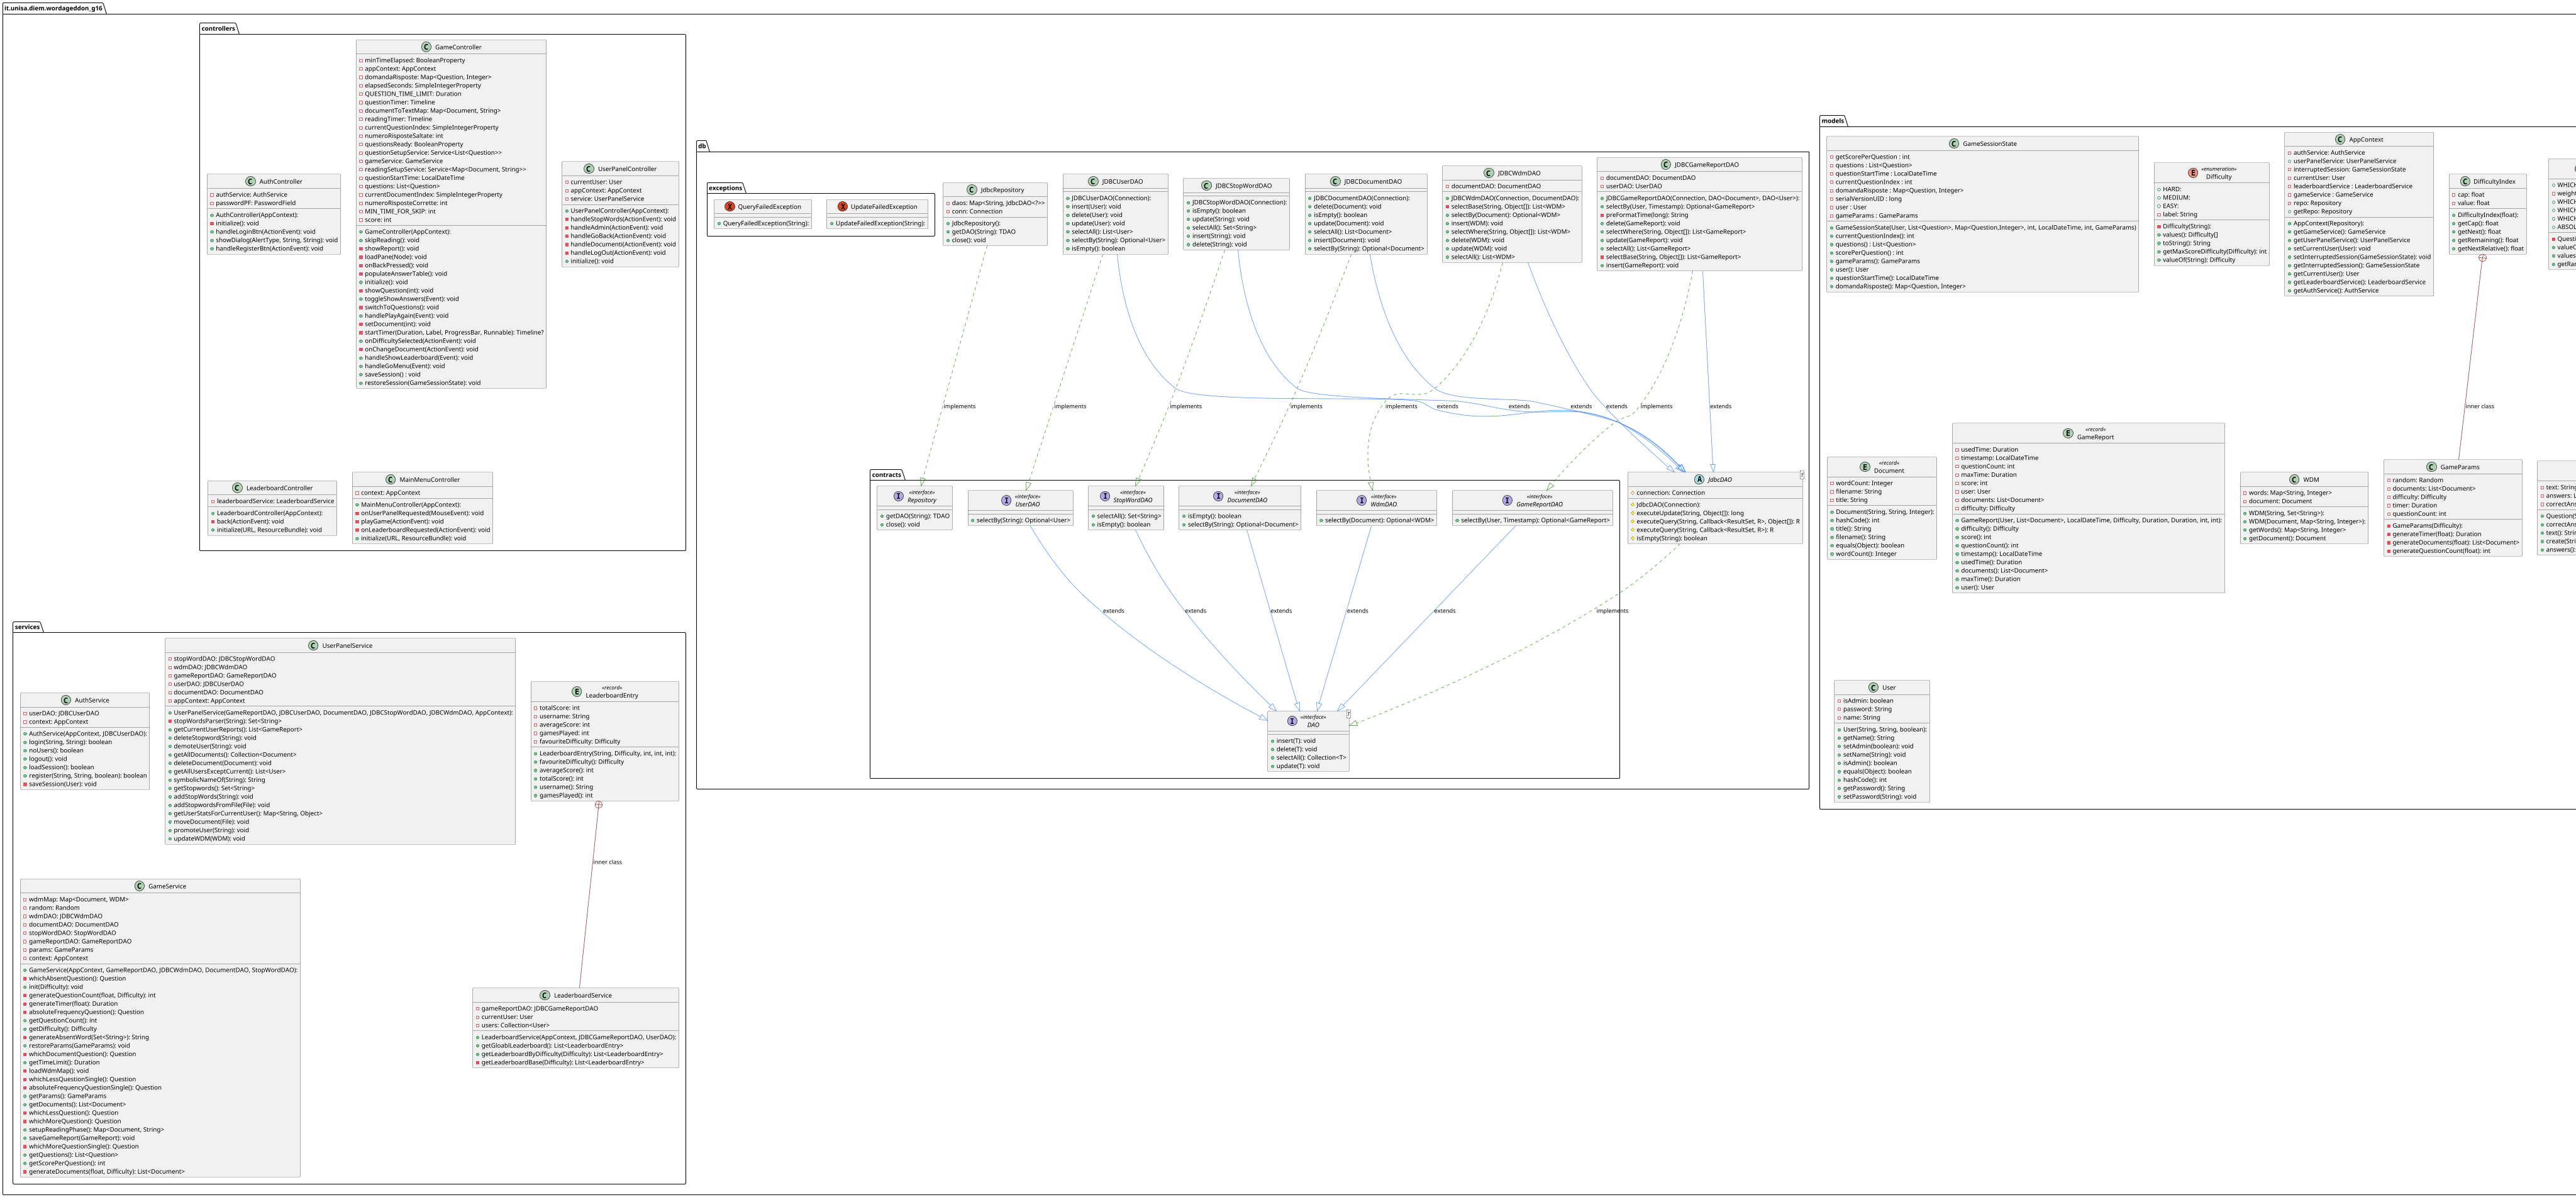 it.unisa.diem.wordageddon_g16
controllers
GameController
minTimeElapsed: BooleanProperty
appContext: AppContext
domandaRisposte: Map<Question, Integer>
elapsedSeconds: SimpleIntegerProperty
QUESTION_TIME_LIMIT: Duration
questionTimer: Timeline
documentToTextMap: Map<Document, String>
readingTimer: Timeline
currentQuestionIndex: SimpleIntegerProperty
numeroRisposteSaltate: int
questionsReady: BooleanProperty
questionSetupService: Service<List<Question>>
gameService: GameService
readingSetupService: Service<Map<Document, String>>
questionStartTime: LocalDateTime
questions: List<Question>
currentDocumentIndex: SimpleIntegerProperty
numeroRisposteCorrette: int
MIN_TIME_FOR_SKIP: int
score: int
GameController(AppContext):
skipReading(): void
loadPane(Node): void
onBackPressed(): void
populateAnswerTable(): void
initialize(): void
showQuestion(int): void
toggleShowAnswers(Event): void
switchToQuestions(): void
handlePlayAgain(Event): void
setDocument(int): void
startTimer(Duration, Label, ProgressBar, Runnable): Timeline?
onDifficultySelected(ActionEvent): void
onChangeDocument(ActionEvent): void
handleShowLeaderboard(Event): void
handleGoMenu(Event): void
saveSession() : void
restoreSession(GameSessionState): void
AuthController
authService: AuthService
passwordPF: PasswordField
AuthController(AppContext):
initialize(): void
handleLoginBtn(ActionEvent): void
showDialog(AlertType, String, String): void
handleRegisterBtn(ActionEvent): void
UserPanelController
currentUser: User
appContext: AppContext
service: UserPanelService
UserPanelController(AppContext):
handleStopWords(ActionEvent): void
handleAdmin(ActionEvent): void
handleGoBack(ActionEvent): void
handleDocument(ActionEvent): void
handleLogOut(ActionEvent): void
initialize(): void
LeaderboardController
leaderboardService: LeaderboardService
LeaderboardController(AppContext):
back(ActionEvent): void
initialize(URL, ResourceBundle): void
MainMenuController
context: AppContext
MainMenuController(AppContext):
onUserPanelRequested(MouseEvent): void
playGame(ActionEvent): void
onLeaderboardRequested(ActionEvent): void
initialize(URL, ResourceBundle): void
services
AuthService
userDAO: JDBCUserDAO
context: AppContext
AuthService(AppContext, JDBCUserDAO):
login(String, String): boolean
noUsers(): boolean
logout(): void
loadSession(): boolean
register(String, String, boolean): boolean
saveSession(User): void
UserPanelService
stopWordDAO: JDBCStopWordDAO
wdmDAO: JDBCWdmDAO
gameReportDAO: GameReportDAO
userDAO: JDBCUserDAO
documentDAO: DocumentDAO
appContext: AppContext
UserPanelService(GameReportDAO, JDBCUserDAO, DocumentDAO, JDBCStopWordDAO, JDBCWdmDAO, AppContext):
stopWordsParser(String): Set<String>
getCurrentUserReports(): List<GameReport>
deleteStopword(String): void
demoteUser(String): void
getAllDocuments(): Collection<Document>
deleteDocument(Document): void
getAllUsersExceptCurrent(): List<User>
symbolicNameOf(String): String
getStopwords(): Set<String>
addStopWords(String): void
addStopwordsFromFile(File): void
getUserStatsForCurrentUser(): Map<String, Object>
moveDocument(File): void
promoteUser(String): void
updateWDM(WDM): void
«record»
LeaderboardEntry
totalScore: int
username: String
averageScore: int
gamesPlayed: int
favouriteDifficulty: Difficulty
LeaderboardEntry(String, Difficulty, int, int, int):
favouriteDifficulty(): Difficulty
averageScore(): int
totalScore(): int
username(): String
gamesPlayed(): int
inner class
GameService
wdmMap: Map<Document, WDM>
random: Random
wdmDAO: JDBCWdmDAO
documentDAO: DocumentDAO
stopWordDAO: StopWordDAO
gameReportDAO: GameReportDAO
params: GameParams
context: AppContext
GameService(AppContext, GameReportDAO, JDBCWdmDAO, DocumentDAO, StopWordDAO):
whichAbsentQuestion(): Question
init(Difficulty): void
generateQuestionCount(float, Difficulty): int
generateTimer(float): Duration
absoluteFrequencyQuestion(): Question
getQuestionCount(): int
getDifficulty(): Difficulty
generateAbsentWord(Set<String>): String
restoreParams(GameParams): void
whichDocumentQuestion(): Question
getTimeLimit(): Duration
loadWdmMap(): void
whichLessQuestionSingle(): Question
absoluteFrequencyQuestionSingle(): Question
getParams(): GameParams
getDocuments(): List<Document>
whichLessQuestion(): Question
whichMoreQuestion(): Question
setupReadingPhase(): Map<Document, String>
saveGameReport(GameReport): void
whichMoreQuestionSingle(): Question
getQuestions(): List<Question>
getScorePerQuestion(): int
generateDocuments(float, Difficulty): List<Document>
LeaderboardService
gameReportDAO: JDBCGameReportDAO
currentUser: User
users: Collection<User>
LeaderboardService(AppContext, JDBCGameReportDAO, UserDAO):
getGloablLeaderboard(): List<LeaderboardEntry>
getLeaderboardByDifficulty(Difficulty): List<LeaderboardEntry>
getLeaderboardBase(Difficulty): List<LeaderboardEntry>
db
exceptions
QueryFailedException
QueryFailedException(String):
UpdateFailedException
UpdateFailedException(String):
JdbcRepository
daos: Map<String, JdbcDAO<?>>
conn: Connection
JdbcRepository():
getDAO(String): TDAO
close(): void
JDBCUserDAO
JDBCUserDAO(Connection):
insert(User): void
delete(User): void
update(User): void
selectAll(): List<User>
selectBy(String): Optional<User>
isEmpty(): boolean
JDBCStopWordDAO
JDBCStopWordDAO(Connection):
isEmpty(): boolean
update(String): void
selectAll(): Set<String>
insert(String): void
delete(String): void
JDBCDocumentDAO
JDBCDocumentDAO(Connection):
delete(Document): void
isEmpty(): boolean
update(Document): void
selectAll(): List<Document>
insert(Document): void
selectBy(String): Optional<Document>
JDBCWdmDAO
documentDAO: DocumentDAO
JDBCWdmDAO(Connection, DocumentDAO):
selectBase(String, Object[]): List<WDM>
selectBy(Document): Optional<WDM>
insert(WDM): void
selectWhere(String, Object[]): List<WDM>
delete(WDM): void
update(WDM): void
selectAll(): List<WDM>
JDBCGameReportDAO
documentDAO: DocumentDAO
userDAO: UserDAO
JDBCGameReportDAO(Connection, DAO<Document>, DAO<User>):
selectBy(User, Timestamp): Optional<GameReport>
preFormatTime(long): String
delete(GameReport): void
selectWhere(String, Object[]): List<GameReport>
update(GameReport): void
selectAll(): List<GameReport>
selectBase(String, Object[]): List<GameReport>
insert(GameReport): void
implements
implements
implements
implements
implements
extends
extends
extends
extends
implements
extends
contracts
«interface»
Repository
getDAO(String): TDAO
close(): void
«interface»
UserDAO
selectBy(String): Optional<User>
«interface»
StopWordDAO
selectAll(): Set<String>
isEmpty(): boolean
«interface»
DocumentDAO
isEmpty(): boolean
selectBy(String): Optional<Document>
«interface»
WdmDAO
selectBy(Document): Optional<WDM>
«interface»
GameReportDAO
selectBy(User, Timestamp): Optional<GameReport>
JdbcDAO
T
connection: Connection
JdbcDAO(Connection):
executeUpdate(String, Object[]): long
executeQuery(String, Callback<ResultSet, R>, Object[]): R
executeQuery(String, Callback<ResultSet, R>): R
isEmpty(String): boolean
extends
extends
extends
extends
extends
implements
«interface»
DAO
T
insert(T): void
delete(T): void
selectAll(): Collection<T>
update(T): void
models
GameSessionState
getScorePerQuestion : int
questions : List<Question>
questionStartTime : LocalDateTime
currentQuestionIndex : int
domandaRisposte : Map<Question, Integer>
serialVersionUID : long
user : User
gameParams : GameParams
GameSessionState(User, List<Question>, Map<Question,Integer>, int, LocalDateTime, int, GameParams)
currentQuestionIndex(): int
questions() : List<Question>
scorePerQuestion() : int
gameParams(): GameParams
user(): User
questionStartTime(): LocalDateTime
domandaRisposte(): Map<Question, Integer>
«enumeration»
Difficulty
HARD:
MEDIUM:
EASY:
label: String
Difficulty(String):
values(): Difficulty[]
toString(): String
getMaxScoreDifficulty(Difficulty): int
valueOf(String): Difficulty
AppContext
authService: AuthService
userPanelService: UserPanelService
interruptedSession: GameSessionState
currentUser: User
leaderboardService : LeaderboardService
gameService : GameService
repo: Repository
getRepo: Repository
AppContext(Repository):
getGameService(): GameService
getUserPanelService: UserPanelService
setCurrentUser(User): void
setInterruptedSession(GameSessionState): void
getInterruptedSession(): GameSessionState
getCurrentUser(): User
getLeaderboardService(): LeaderboardService
getAuthService(): AuthService
DifficultyIndex
cap: float
value: float
DifficultyIndex(float):
getCap(): float
getNext(): float
getRemaining(): float
getNextRelative(): float
WHICH
weight
WHICH
WHICH
WHICH
ABSOL
Questi
valueO
values
getRan
inner class
«record»
Document
wordCount: Integer
filename: String
title: String
Document(String, String, Integer):
hashCode(): int
title(): String
filename(): String
equals(Object): boolean
wordCount(): Integer
«record»
GameReport
usedTime: Duration
timestamp: LocalDateTime
questionCount: int
maxTime: Duration
score: int
user: User
documents: List<Document>
difficulty: Difficulty
GameReport(User, List<Document>, LocalDateTime, Difficulty, Duration, Duration, int, int):
difficulty(): Difficulty
score(): int
questionCount(): int
timestamp(): LocalDateTime
usedTime(): Duration
documents(): List<Document>
maxTime(): Duration
user(): User
WDM
words: Map<String, Integer>
document: Document
WDM(String, Set<String>):
WDM(Document, Map<String, Integer>):
getWords(): Map<String, Integer>
getDocument(): Document
GameParams
random: Random
documents: List<Document>
difficulty: Difficulty
timer: Duration
questionCount: int
GameParams(Difficulty):
generateTimer(float): Duration
generateDocuments(float): List<Document>
generateQuestionCount(float): int
text: String
answers: L
correctAns
Question(S
correctAns
text(): Strin
create(Stri
answers():
User
isAdmin: boolean
password: String
name: String
User(String, String, boolean):
getName(): String
setAdmin(boolean): void
setName(String): void
isAdmin(): boolean
equals(Object): boolean
hashCode(): int
getPassword(): String
setPassword(String): void